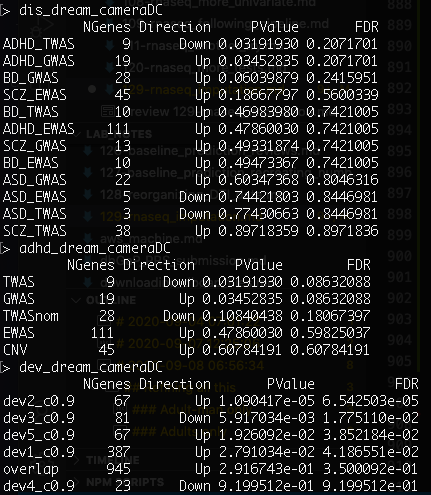 > dis_dream_cameraDC
NGenes Direction PValue FDR
ADHD_TWAS 9 Down 0.03191930 0.2071701
ADHD_GWAS 19 Up 0.03452835 0.2071701
BD_GWAS 28 Up 0.06039879 0.2415951
SCZ_EWAS 45 Up 0.18667797 0.5600339
BD_TWAS 10 Up 0.46983980 0.7421005
ADHD_EWAS 111 Up 0.47860030 0.7421005
SCZ_GWAS 13 Up 0.49331874 0.7421005
BD_EWAS 10 Up 0.49473367 0.7421005
ASD_GWAS 22 Up 0.60347368 0.8046316
ASD_EWAS 5 Down 0.74421803 0.8446981
ASD_TWAS 5 Down 0.77430663 0.8446981
SCZ_TWAS 38 Up 0.89718359 0.8971836
> adhd_dream_cameraDC
NGenes Direction PValue FDR
TWAS 9 Down 0.03191930 0.08632088
GWAS 19 Up 0.03452835 0.08632088
TWASnom 28 Down 0.10840438 0.18067397
EWAS 111 Up 0.47860030 0.59825037
CNV 45 Up 0.60784191 0.60784191
> dev_dream_cameraDC
NGenes Direction PValue FDR
dev2_c0.9 67 Up 1.090417e-05 6.542503e-05
dev3_c0.9 81 Down 5.917034e-03 1.775110e-02
dev5_c0.9 67 Up 1.926092e-02 3.852184e-02
dev1_c0.9 387 Up 2.791034e-02 4.186551e-02
overlap 945 Up 2.916743e-01 3.500092e-01
dev4_c0.9 23 Down 9.199512e-01 9.199512e-01